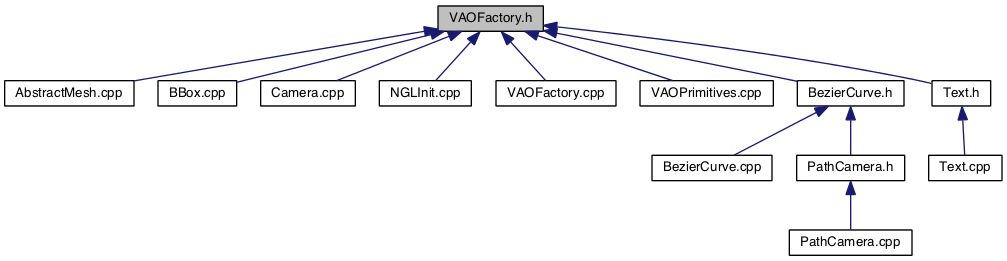 VAOFactory.h
AbstractMesh.cpp
BBox.cpp
Camera.cpp
NGLInit.cpp
VAOFactory.cpp
VAOPrimitives.cpp
BezierCurve.h
Text.h
BezierCurve.cpp
PathCamera.h
Text.cpp
PathCamera.cpp